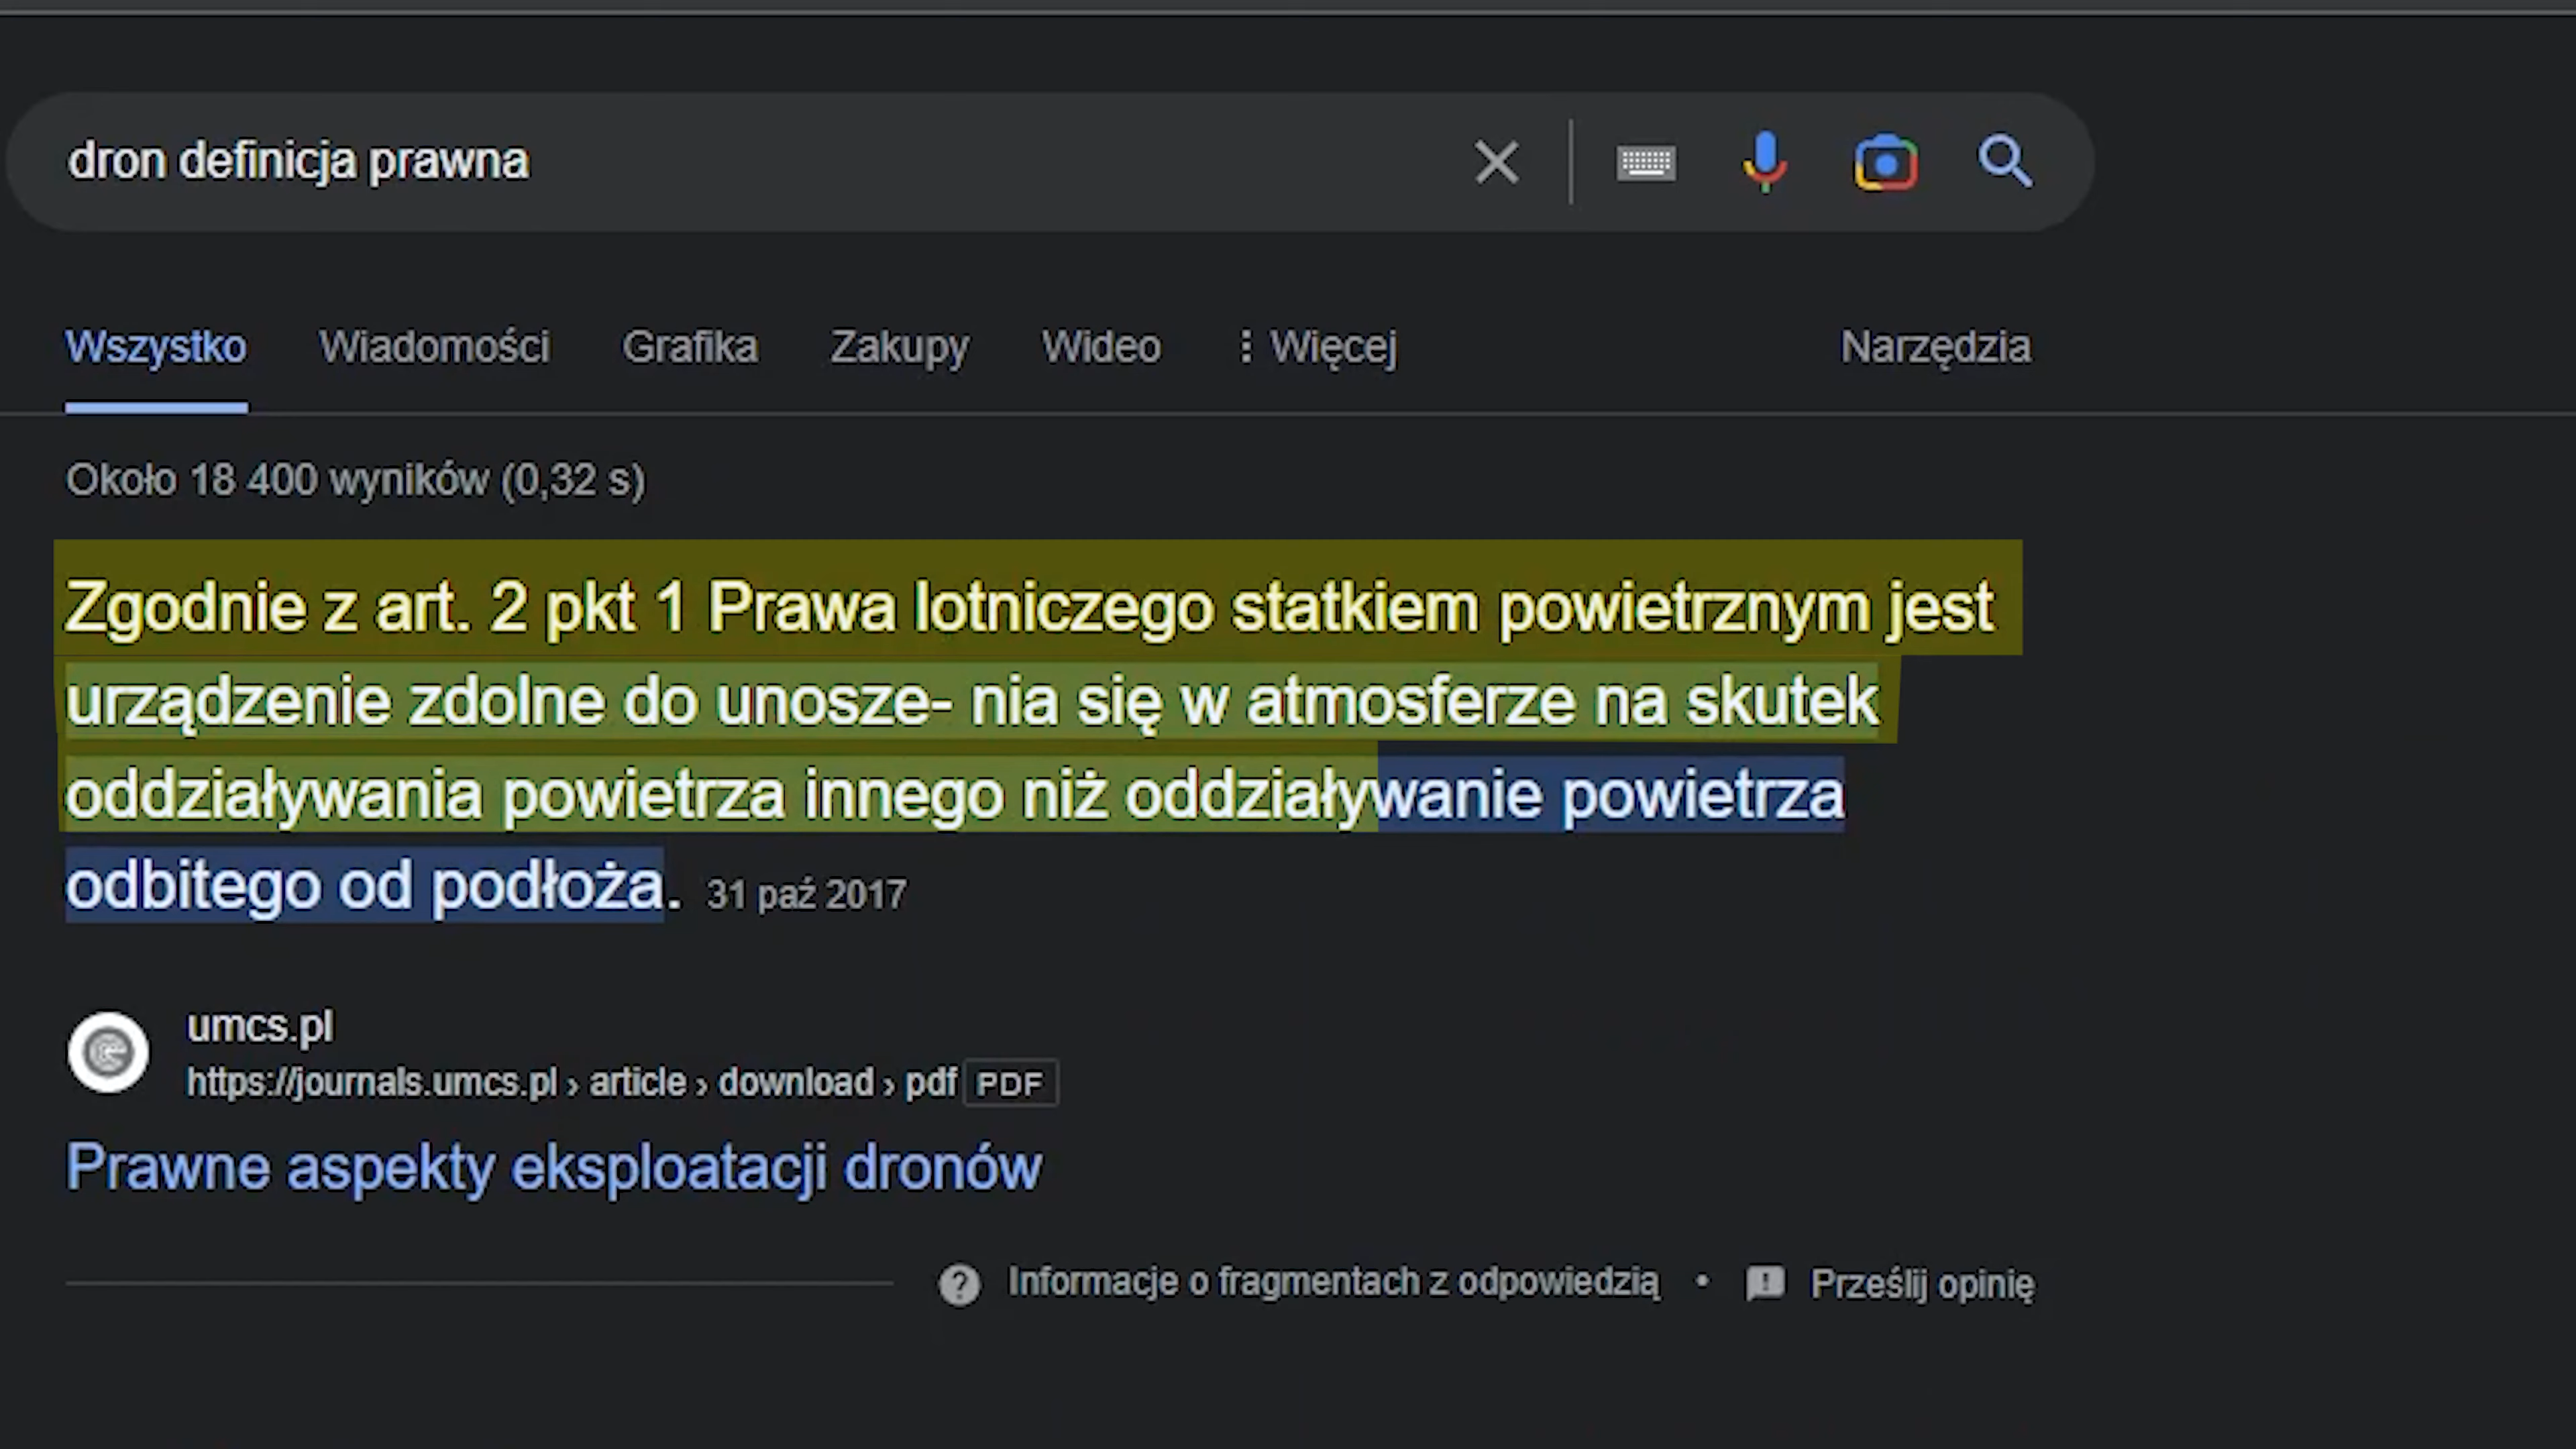 dron definicja prawna
Wszystko Wiadomości Grafika Zakupy Wideo Więcej Narzędzia
Około 18 400 wyników (0,32 s)
Zgodnie z art. 2 pkt 1 Prawa lotniczego statkiem powietrznym jest
urządzenie zdolne do unosze- nia się w atmosferze na skutek
oddziaływania powietrza innego niż oddziaływanie powietrza
odbitego od podłoża. 31 paź 2017
umcs.pl
https://journals.umcs.pl › article › download › pdf PDF
Prawne aspekty eksploatacji dronów
Informacje o fragmentach z odpowiedzią • Prześlij opinię